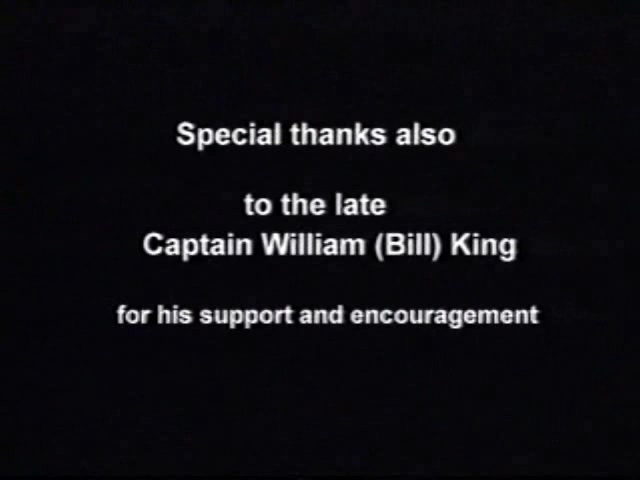 Special thanks also
to the late
Captain William (Bill) King
for his support and encouragement